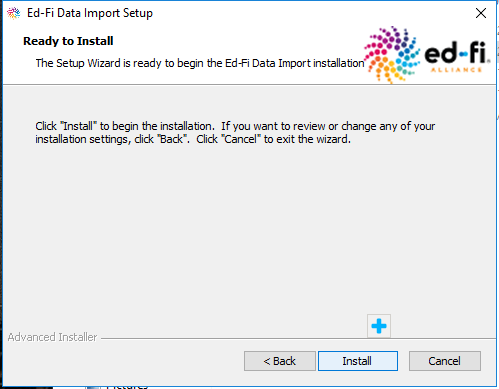 Ed-Fi Data Import Setup
Ready to Install
The Setup Wizard is ready to begin the Ed-Fi Data Import installation
ed-fi
ALLIANCE
Click "Install" to begin the installation.  If you want to review or change any of your
installation settings, click "Back".  Click "Cancel" to exit the wizard.
Advanced Installer
< Back
Install
Cancel
Pictures